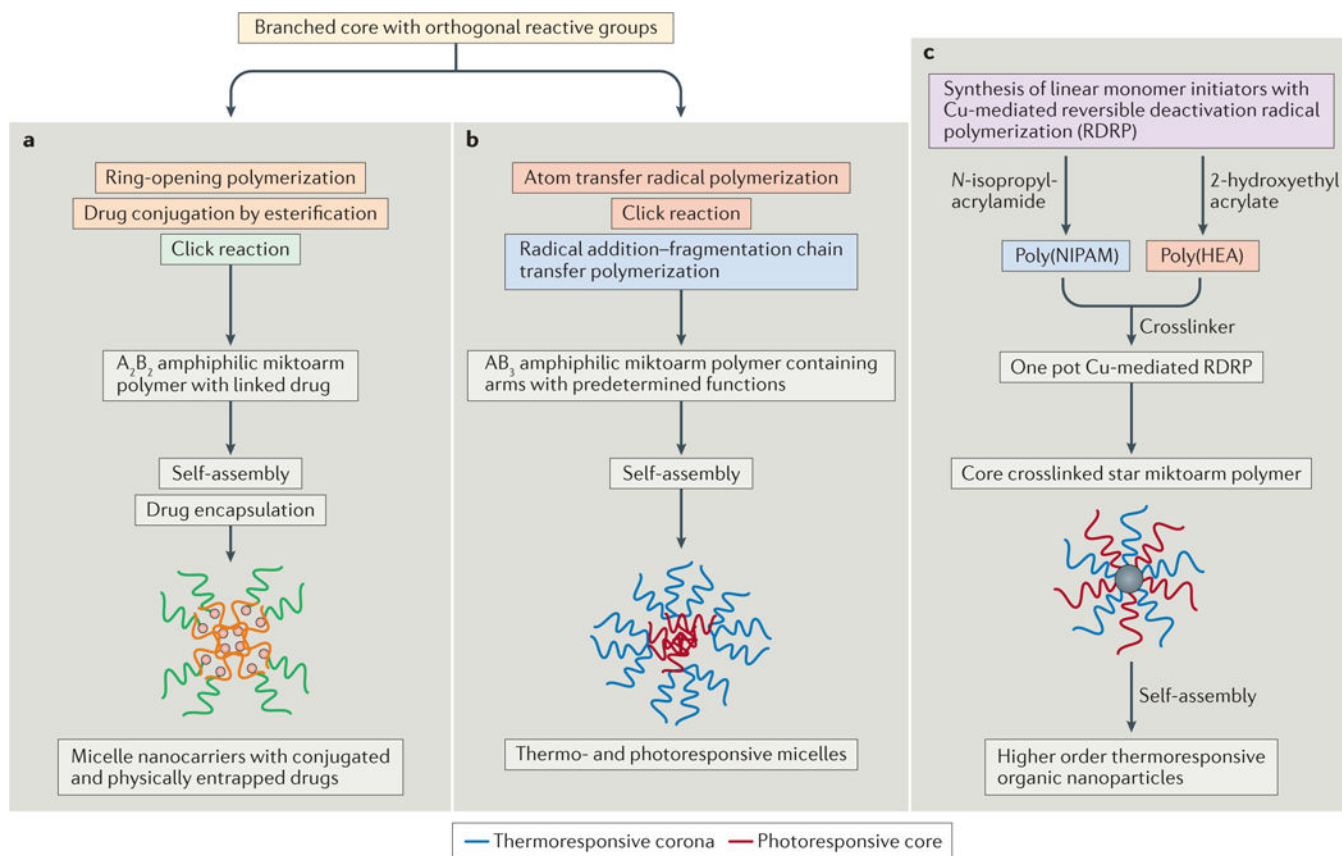 Branched core with orthogonal reactive groups
a
Ring-opening polymerization
Drug conjugation by esterification
Click reaction
A₂B₂ amphiphilic miktoarm
polymer with linked drug
Self-assembly
Drug encapsulation
Micelle nanocarriers with conjugated
and physically entrapped drugs
b
Atom transfer radical polymerization
Click reaction
Radical addition–fragmentation chain
transfer polymerization
AB₃ amphiphilic miktoarm polymer containing
arms with predetermined functions
Self-assembly
Thermo- and photoresponsive micelles
c
Synthesis of linear monomer initiators with
Cu-mediated reversible deactivation radical
polymerization (RDRP)
N-isopropyl-
acrylamide
2-hydroxyethyl
acrylate
Poly(NIPAM)
Poly(HEA)
Crosslinker
One pot Cu-mediated RDRP
Core crosslinked star miktoarm polymer
Self-assembly
Higher order thermoresponsive
organic nanoparticles
Thermoresponsive corona
Photoresponsive core